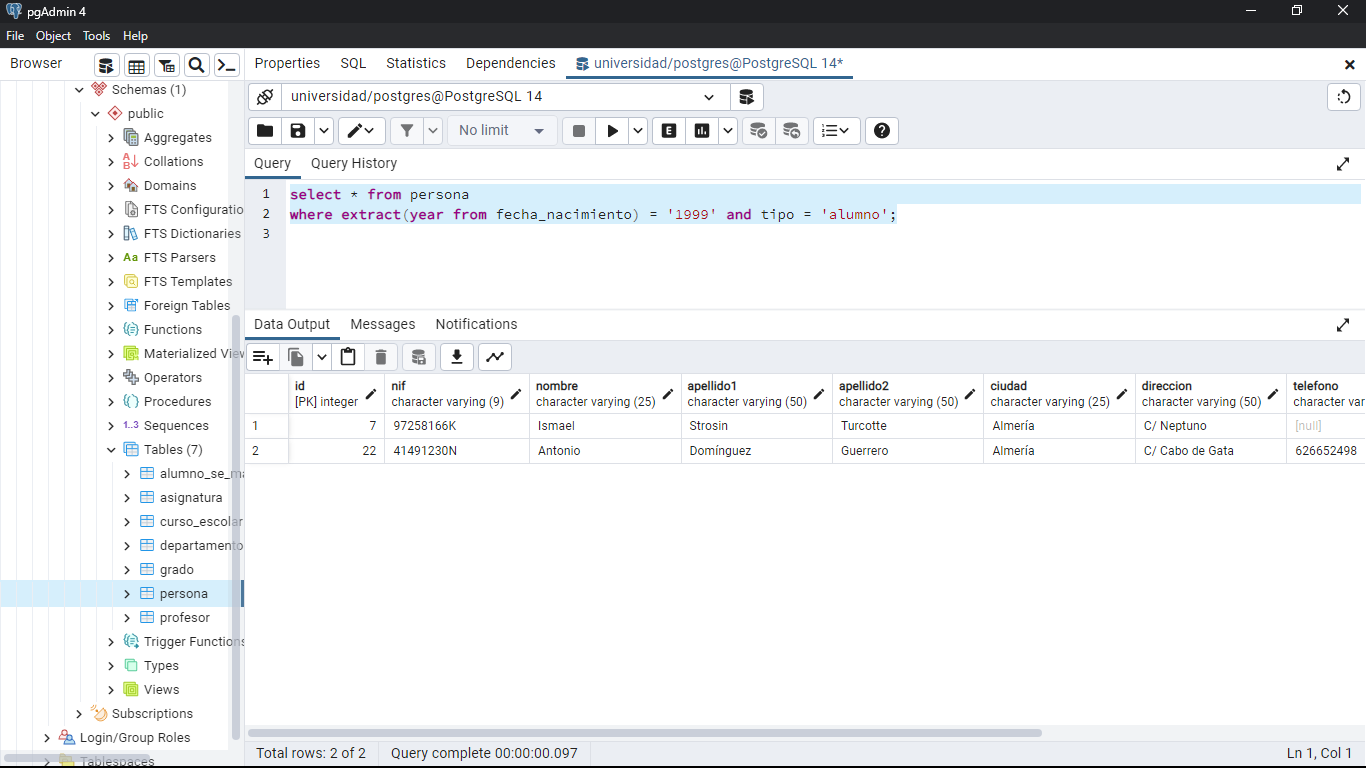 pgAdmin 4
File Object Tools Help
Browser
Properties SQL Statistics Dependencies universidad/postgres@PostgreSQL 14*
Schemas (1)
public
Aggregates
Collations
Domains
FTS Configuratio
FTS Dictionaries
FTS Parsers
FTS Templates
Foreign Tables
Functions
Materialized View
Operators
Procedures
Sequences
Tables (7)
alumno_se_ma
asignatura
curso_escolar
departamento
grado
persona
profesor
Trigger Functions
Types
Views
Subscriptions
Login/Group Roles
Tablespaces
universidad/postgres@PostgreSQL 14
No limit
E
Query Query History
1 select * from persona
2 where extract(year from fecha_nacimiento) = '1999' and tipo = 'alumno';
3
Data Output Messages Notifications
id nif nombre apellido1 apellido2 ciudad direccion telefono
[PK] integer character varying (9) character varying (25) character varying (50) character varying (50) character varying (25) character varying (50) character var
1 7 97258166K Ismael Strosin Turcotte Almería C/ Neptuno [null]
2 22 41491230N Antonio Domínguez Guerrero Almería C/ Cabo de Gata 626652498
Total rows: 2 of 2 Query complete 00:00:00.097 Ln 1, Col 1